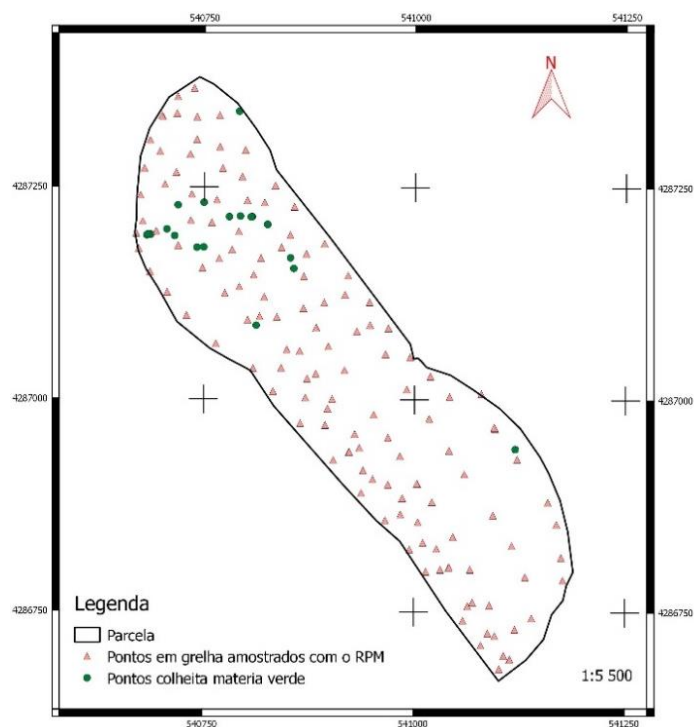 540750 541000 541250
N
4287250 4287250
4287000 4287000
4286750 4286750
Legenda
Parcela
Pontos em grelha amostrados com o RPM
Pontos colheita materia verde
1:5 500
540750 541000 541250